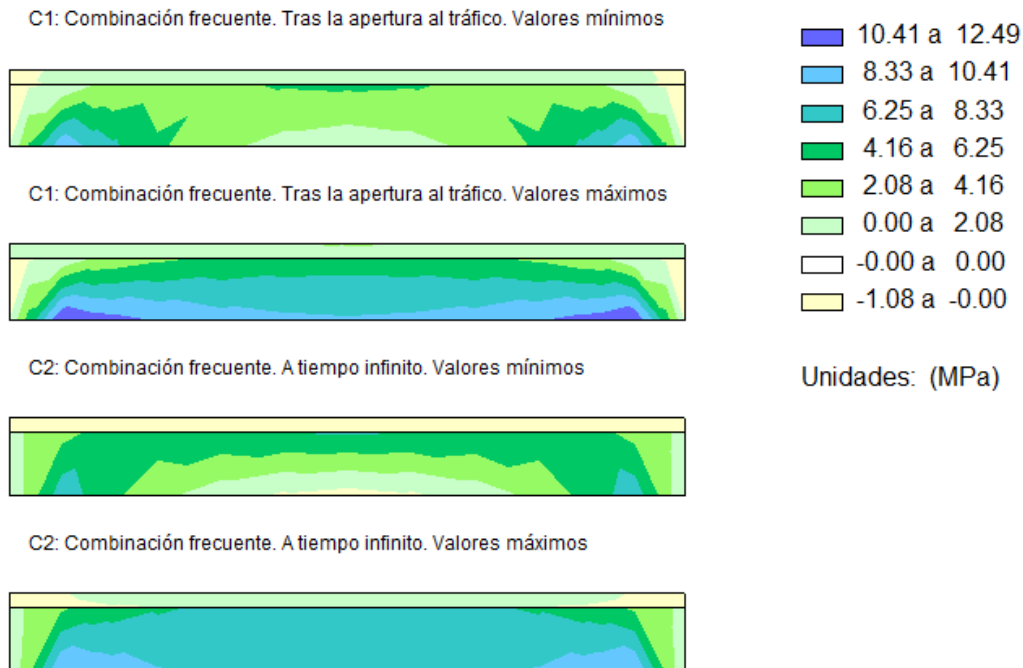 C1: Combinación frecuente. Tras la apertura al tráfico. Valores mínimos
C1: Combinación frecuente. Tras la apertura al tráfico. Valores máximos
C2: Combinación frecuente. A tiempo infinito. Valores mínimos
C2: Combinación frecuente. A tiempo infinito. Valores máximos
10.41 a 12.49
8.33 a 10.41
6.25 a 8.33
4.16 a 6.25
2.08 a 4.16
0.00 a 2.08
-0.00 a 0.00
-1.08 a -0.00
Unidades: (MPa)